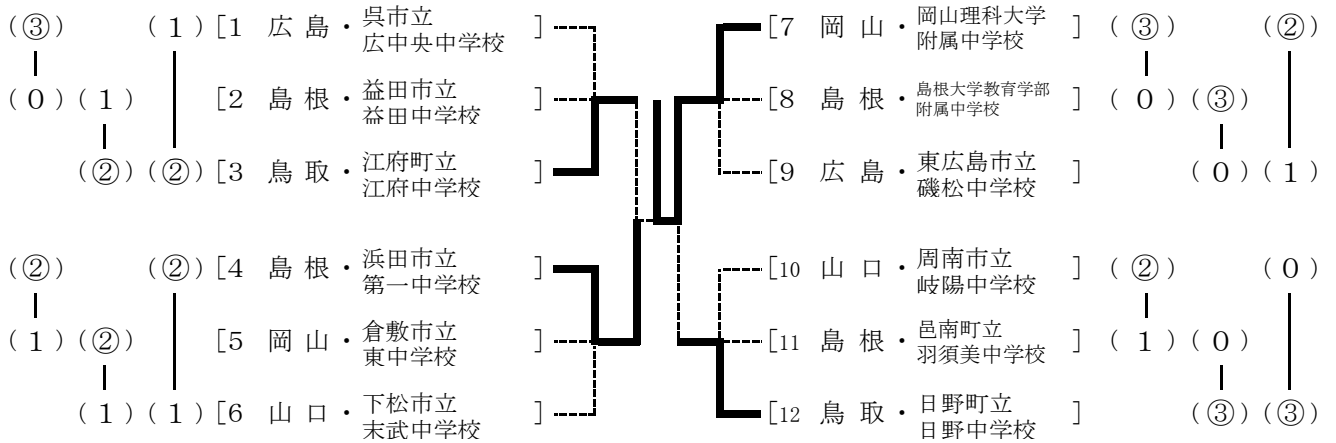 (③) (1) [1 広島・呉市立広中央中学校 ]
(0) (1) [2 島根・益田市立益田中学校 ]
(②) (②) [3 鳥取・江府町立江府中学校 ]
(②) (②) [4 島根・浜田市立第一中学校 ]
(1) (②) [5 岡山・倉敷市立東中学校 ]
(1) (1) [6 山口・下松市立末武中学校 ]
[7 岡山・岡山理科大学附属中学校 ] (③) (②)
[8 島根・島根大学教育学部附属中学校 ] (0) (③)
[9 広島・東広島市立磯松中学校 ] (0) (1)
[10 山口・周南市立岐陽中学校 ] (②) (0)
[11 島根・邑南町立羽須美中学校 ] (1) (0)
[12 鳥取・日野町立日野中学校 ] (③) (③)